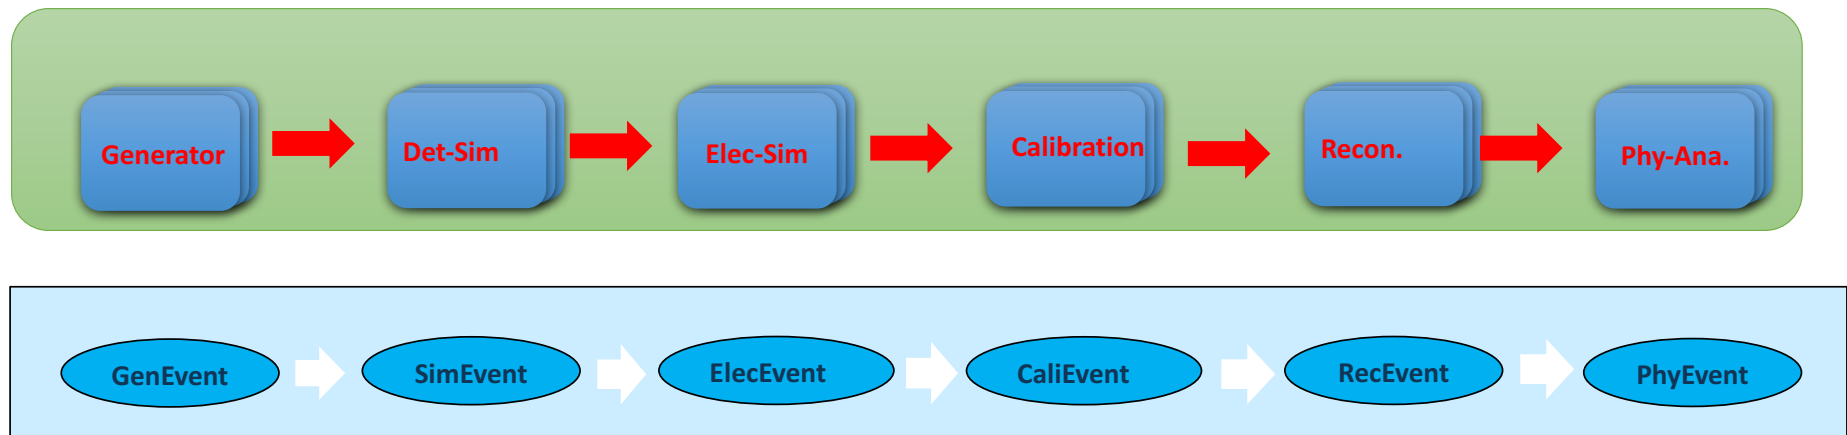 Generator
Det-Sim
Elec-Sim
Calibration
Recon.
Phy-Ana.
GenEvent
SimEvent
ElecEvent
CaliEvent
RecEvent
PhyEvent